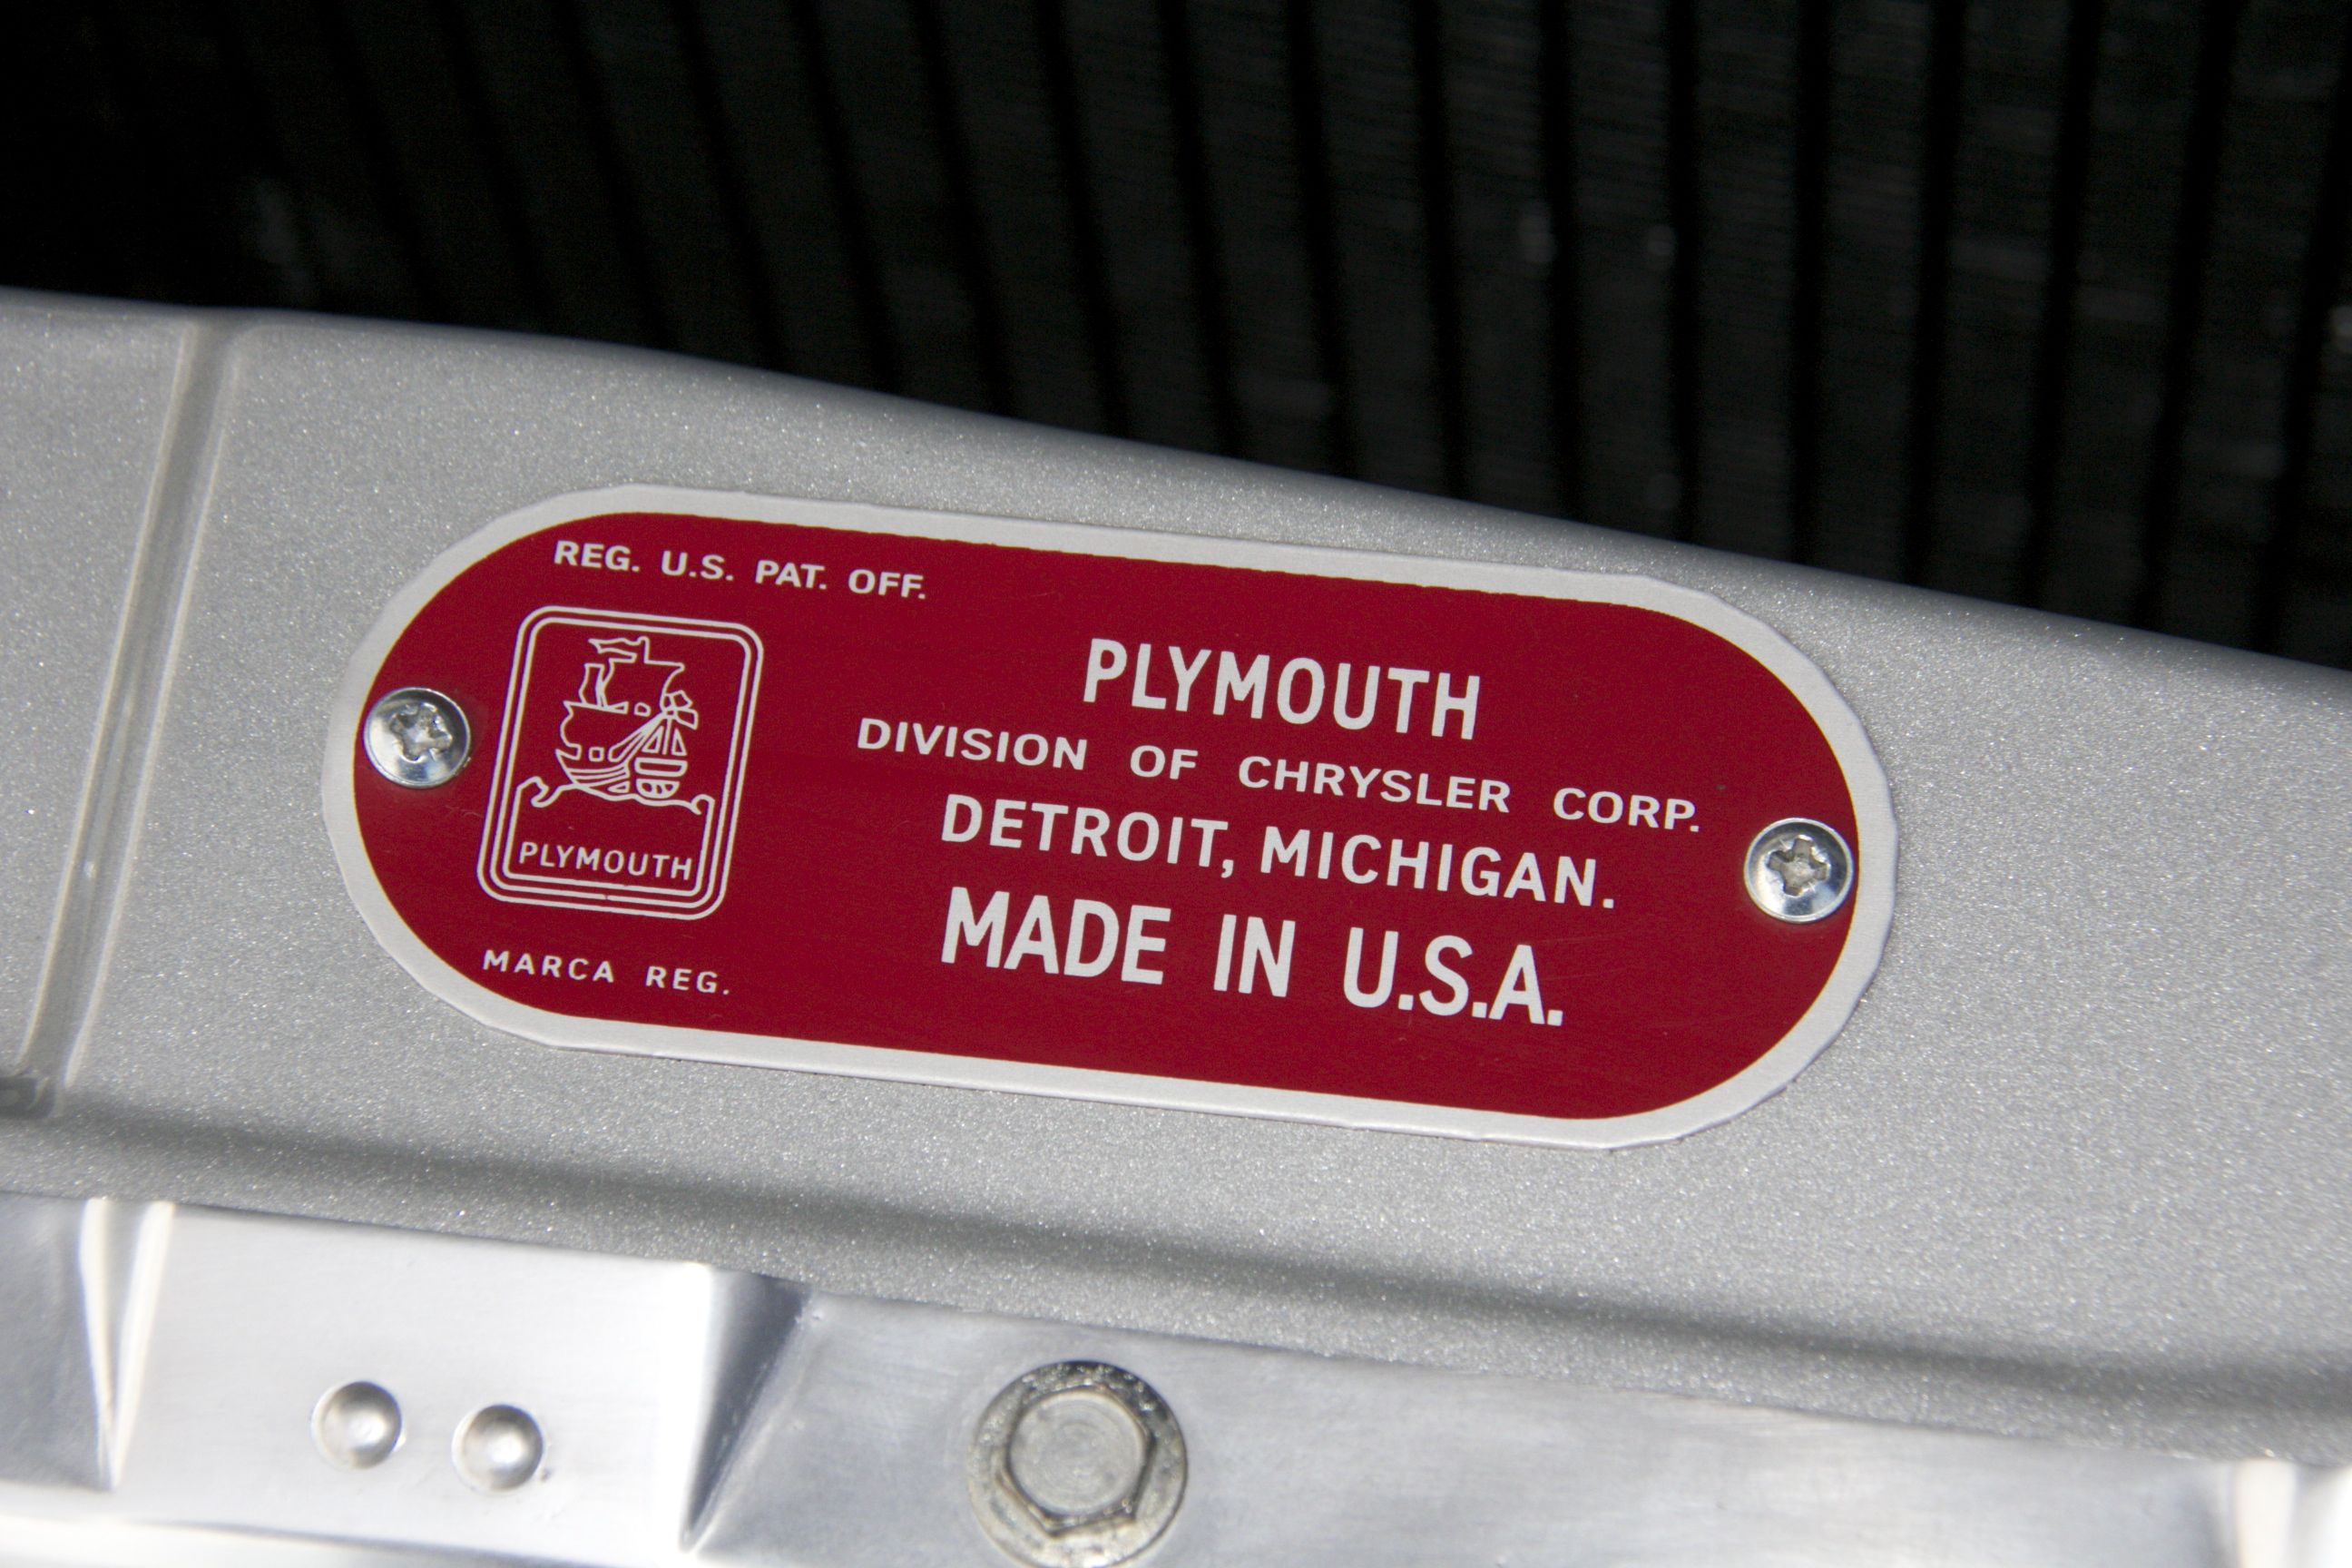 REG. U.S. PAT. OFF.
PLYMOUTH
MARCA REG.
PLYMOUTH
DIVISION OF CHRYSLER CORP.
DETROIT, MICHIGAN.
MADE IN U.S.A.